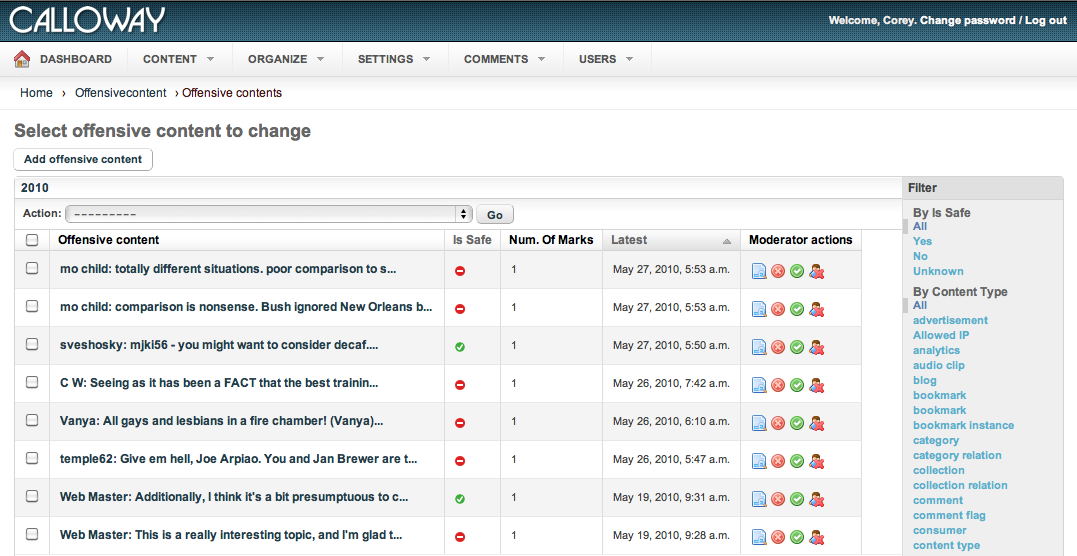 CALLOWAY
Welcome, Corey. Change password / Log out
DASHBOARD CONTENT ORGANIZE SETTINGS COMMENTS USERS
Home › Offensivecontent › Offensive contents
Select offensive content to change
Add offensive content
2010
Action: --------- Go
Offensive content Is Safe Num. Of Marks Latest Moderator actions
mo child: totally different situations. poor comparison to s... 1 May 27, 2010, 5:53 a.m.
mo child: comparison is nonsense. Bush ignored New Orleans b... 1 May 27, 2010, 5:53 a.m.
sveshosky: mjki56 - you might want to consider decaf.... 1 May 27, 2010, 5:50 a.m.
C W: Seeing as it has been a FACT that the best trainin... 1 May 26, 2010, 7:42 a.m.
Vanya: All gays and lesbians in a fire chamber! (Vanya)... 1 May 26, 2010, 6:10 a.m.
temple62: Give em hell, Joe Arpiao. You and Jan Brewer are t... 1 May 26, 2010, 5:47 a.m.
Web Master: Additionally, I think it's a bit presumptuous to c... 1 May 19, 2010, 9:31 a.m.
Web Master: This is a really interesting topic, and I'm glad t... 1 May 19, 2010, 9:28 a.m.
Filter
By Is Safe
All
Yes
No
Unknown
By Content Type
All
advertisement
Allowed IP
analytics
audio clip
blog
bookmark
bookmark
bookmark instance
category
category relation
collection
collection relation
comment
comment flag
consumer
content type